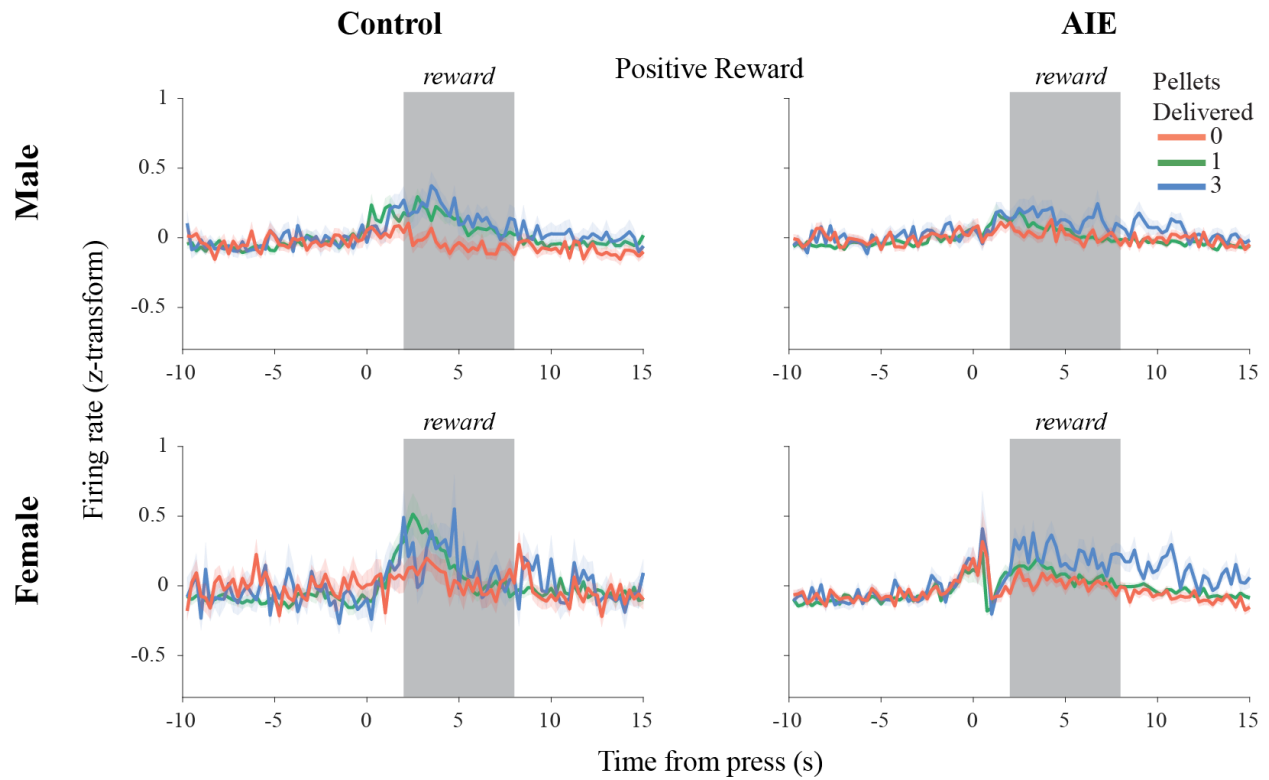 Control
AIE
Positive Reward
Male
Female
Firing rate (z-transform)
reward
1
0.5
0
-0.5
-10
-5
0
5
10
15
reward
Pellets
Delivered
0
1
3
-10
-5
0
5
10
15
reward
1
0.5
0
-0.5
-10
-5
0
5
10
15
reward
-10
-5
0
5
10
15
Time from press (s)